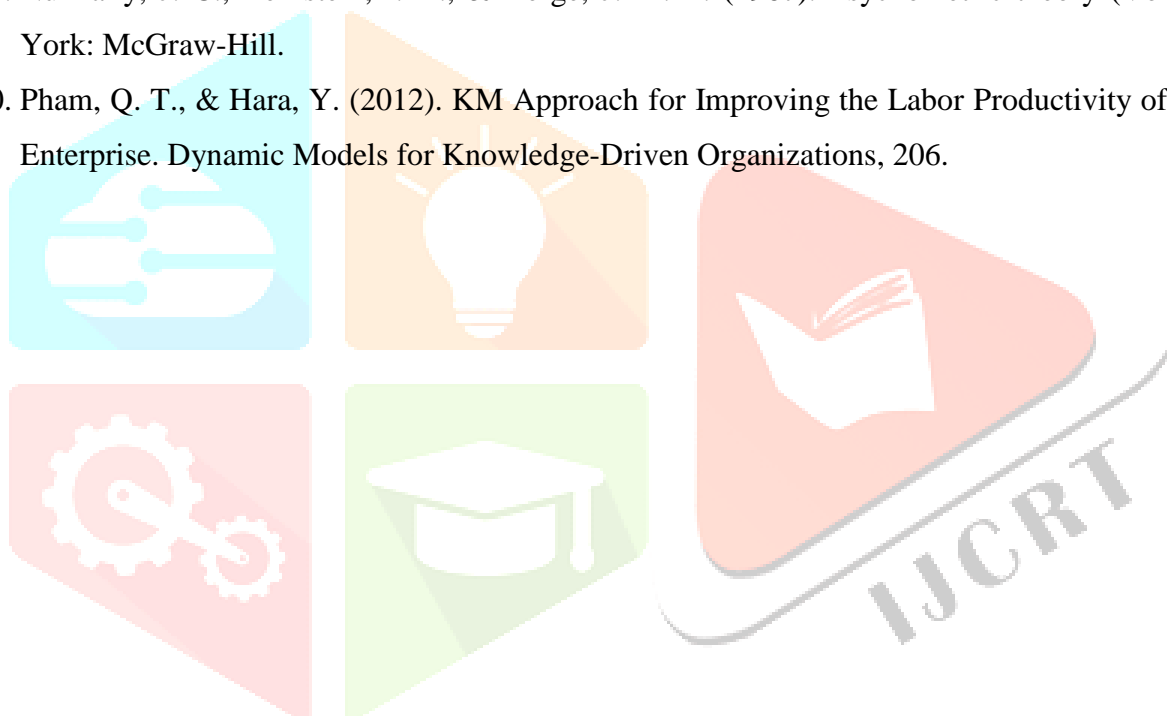 York: McGraw-Hill.
0. Pham, Q. T., & Hara, Y. (2012). KM Approach for Improving the Labor Productivity of
Enterprise. Dynamic Models for Knowledge-Driven Organizations, 206.
IJCRT